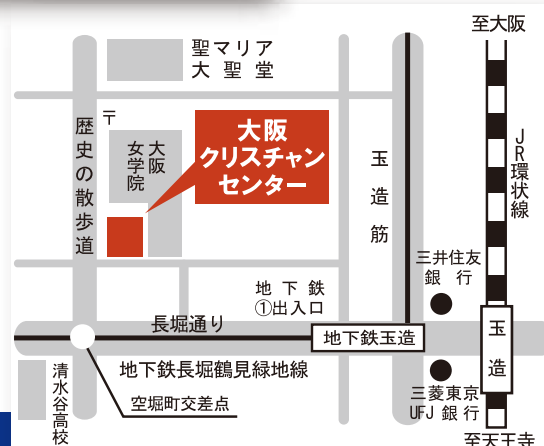 至大阪
聖マリア
大聖堂
〒
歴史の散歩道
大阪
女学院
大阪
クリスチャン
センター
玉造筋
JR環状線
三井住友
銀行
地下鉄
①出入口
長堀通り
地下鉄玉造
玉造
地下鉄長堀鶴見緑地線
清水谷高校
空堀町交差点
三菱東京
UFJ銀行
至天王寺